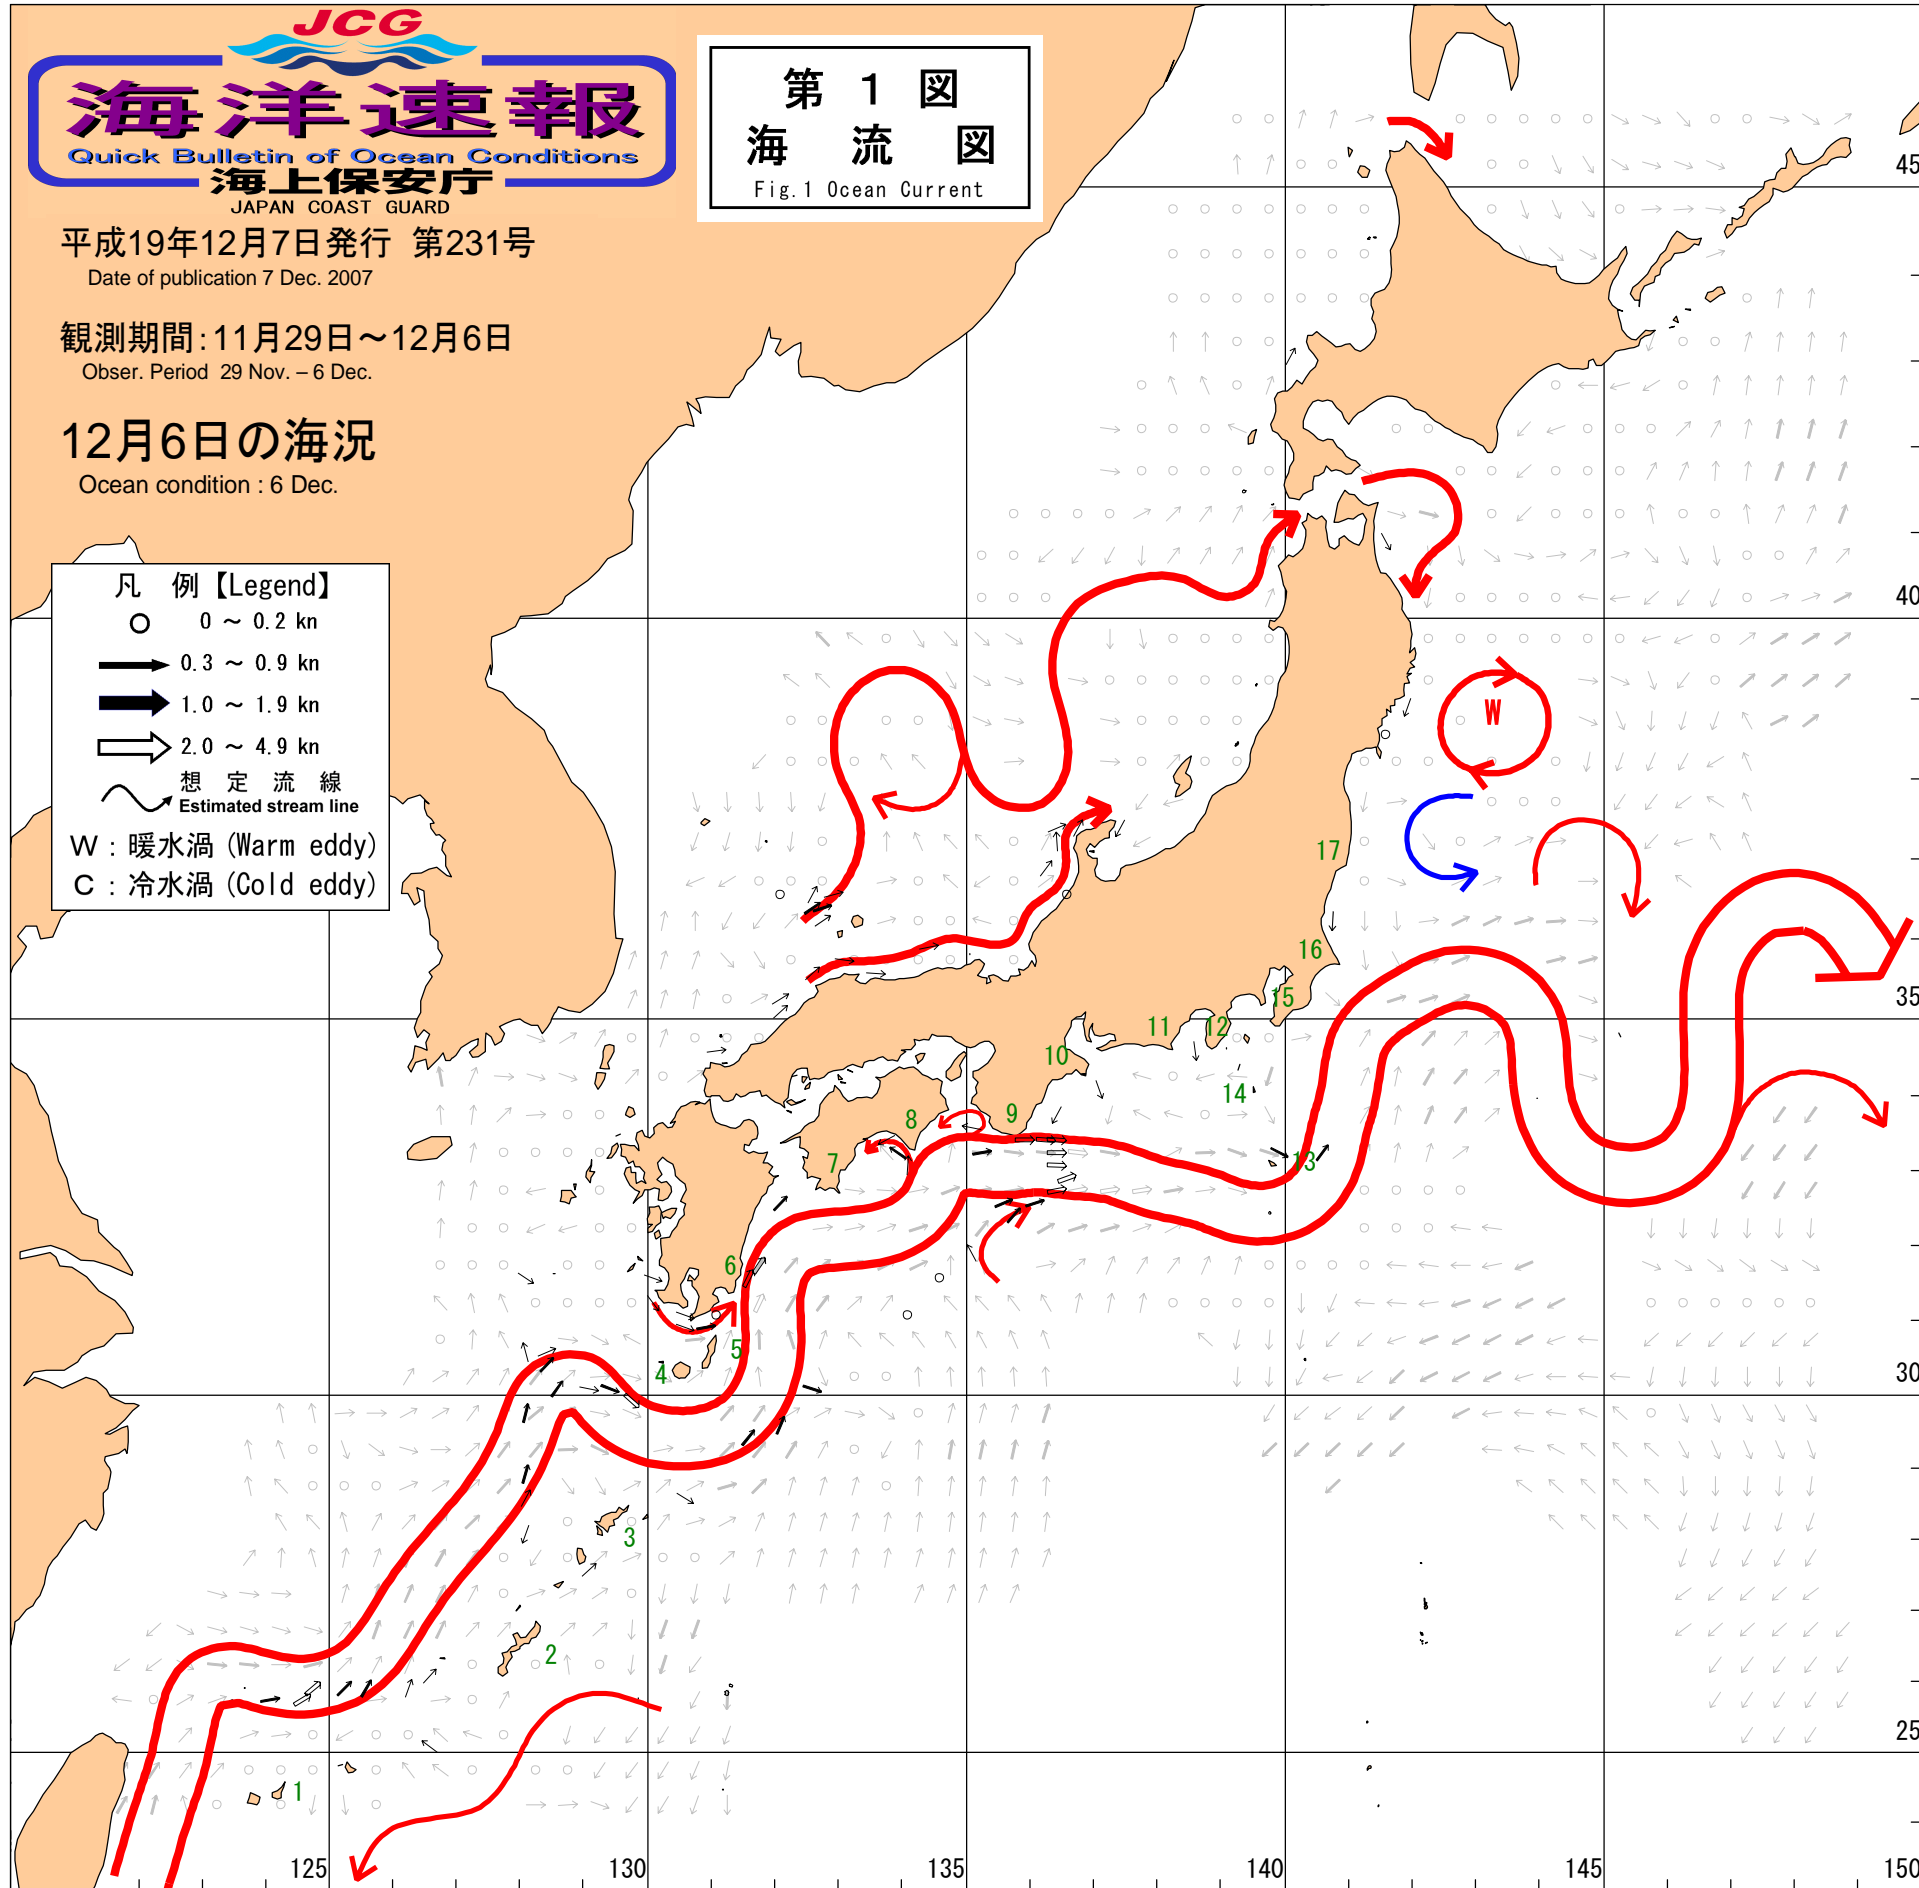 JCG
海洋速報
Quick Bulletin of Ocean Conditions
海上保安庁
JAPAN COAST GUARD
平成19年12月7日発行 第231号
Date of publication 7 Dec. 2007
観測期間：11月29日～12月6日
Obser. Period 29 Nov. – 6 Dec.
12月6日の海況
Ocean condition : 6 Dec.
第 1 図
海 流 図
Fig.1 Ocean Current
凡 例【Legend】
0 ～ 0.2 kn
0.3 ～ 0.9 kn
1.0 ～ 1.9 kn
2.0 ～ 4.9 kn
想 定 流 線
Estimated stream line
W : 暖水渦 (Warm eddy)
C : 冷水渦 (Cold eddy)
45
40
W
17
16
35
15
12
11
10
14
9
8
7
13
6
5
4
30
3
2
25
1
125
130
135
140
145
150